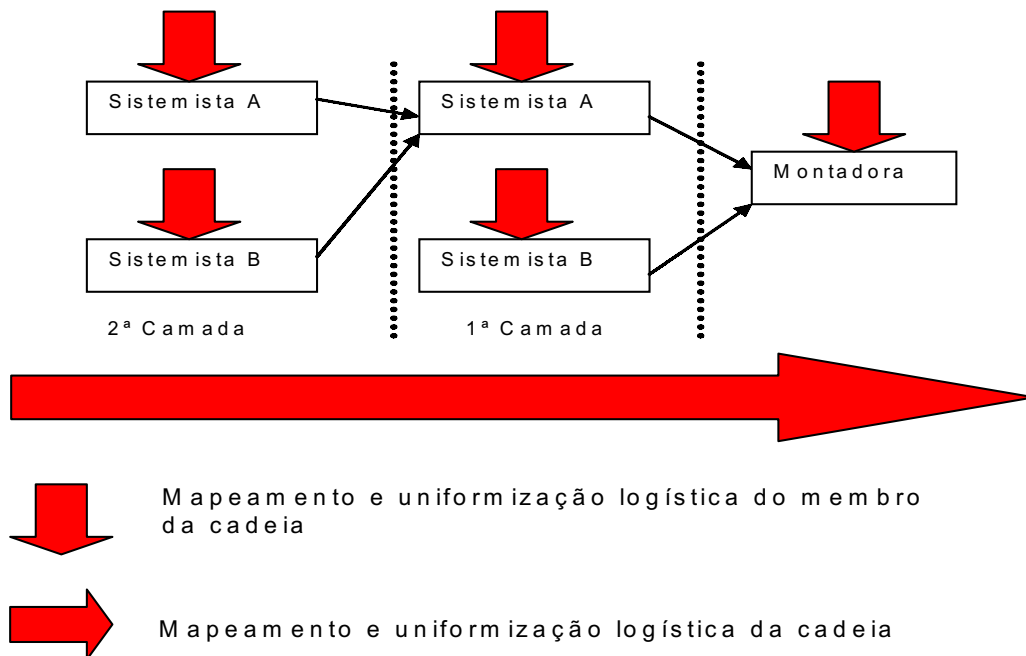 Sistemista A
Sistemista A
Montadora
Sistemista B
Sistemista B
2ª Camada
1ª Camada
Mapeamento e uniformização logística do membro
da cadeia
Mapeamento e uniformização logística da cadeia